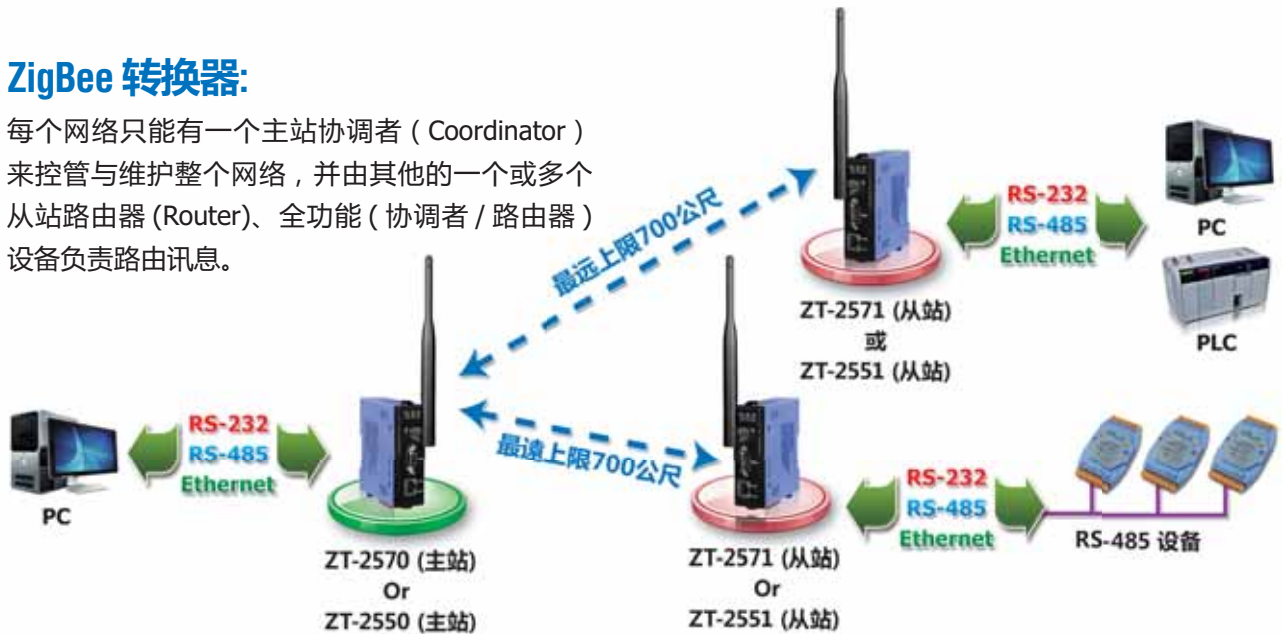 ZigBee 转换器:
每个网络只能有一个主站协调者 ( Coordinator )
来控管与维护整个网络 , 并由其他的一个或多个
从站路由器 (Router)、全功能 ( 协调者 / 路由器 )
设备负责路由讯息。
最远上限700公尺
RS-232
RS-485
Ethernet
PC
PLC
ZT-2571 (从站)
或
ZT-2551 (从站)
PC
RS-232
RS-485
Ethernet
最遠上限700公尺
ZT-2570 (主站)
Or
ZT-2550 (主站)
ZT-2571 (从站)
Or
ZT-2551 (从站)
RS-232
RS-485
Ethernet
RS-485 设备